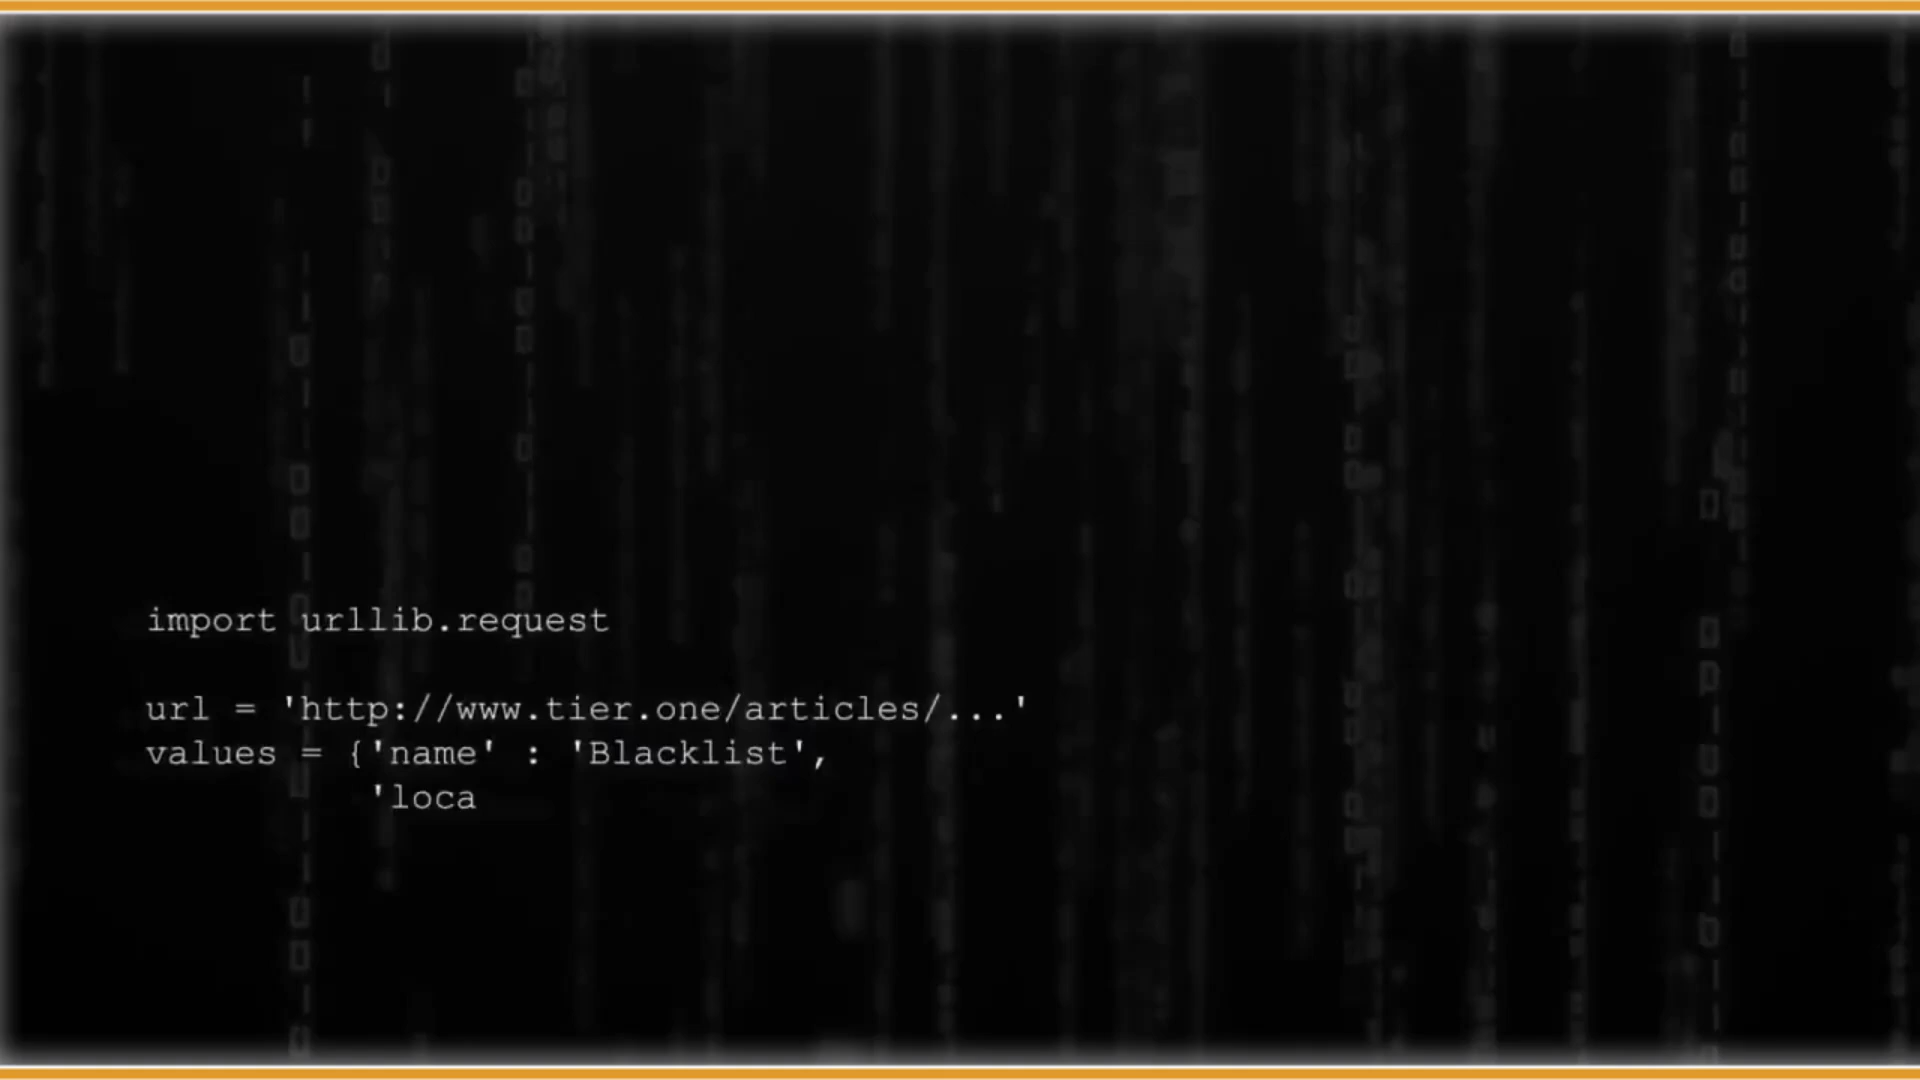 import urllib.request
url = 'http://www.tier.one/articles/...'
values = {'name' : 'Blacklist',
'loca